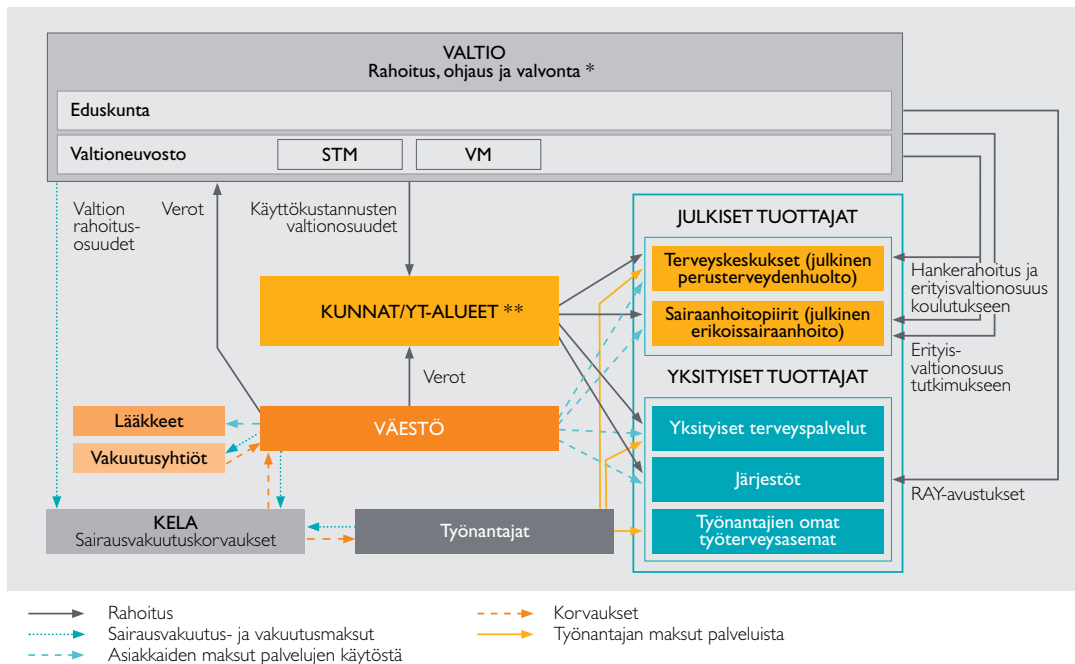 VALTIO
Rahoitus, ohjaus ja valvonta *
Eduskunta
Valtioneuvosto
STM
VM
Valtion
rahoitus-
osuudet
Verot
Käyttökustannusten
valtionosuudet
JULKISET TUOTTAJAT
Terveyskeskukset (julkinen
perusterveydenhuolto)
Sairaanhoitopiirit (julkinen
erikoissairaanhoito)
Hankerahoitus ja
erityisvaltionosuus
koulutukseen
Erityis-
valtionosuus
tutkimukseen
KUNNAT/YT-ALUEET **
Verot
YKSITYISET TUOTTAJAT
Lääkkeet
Vakuutusyhtiöt
VÄESTÖ
Yksityiset terveyspalvelut
Järjestöt
RAY-avustukset
Työnantajien omat
työterveysasemat
KELA
Sairausvakuutuskorvaukset
Työnantajat
Rahoitus
Sairausvakuutus- ja vakuutusmaksut
Asiakkaiden maksut palvelujen käytöstä
Korvaukset
Työnantajan maksut palveluista